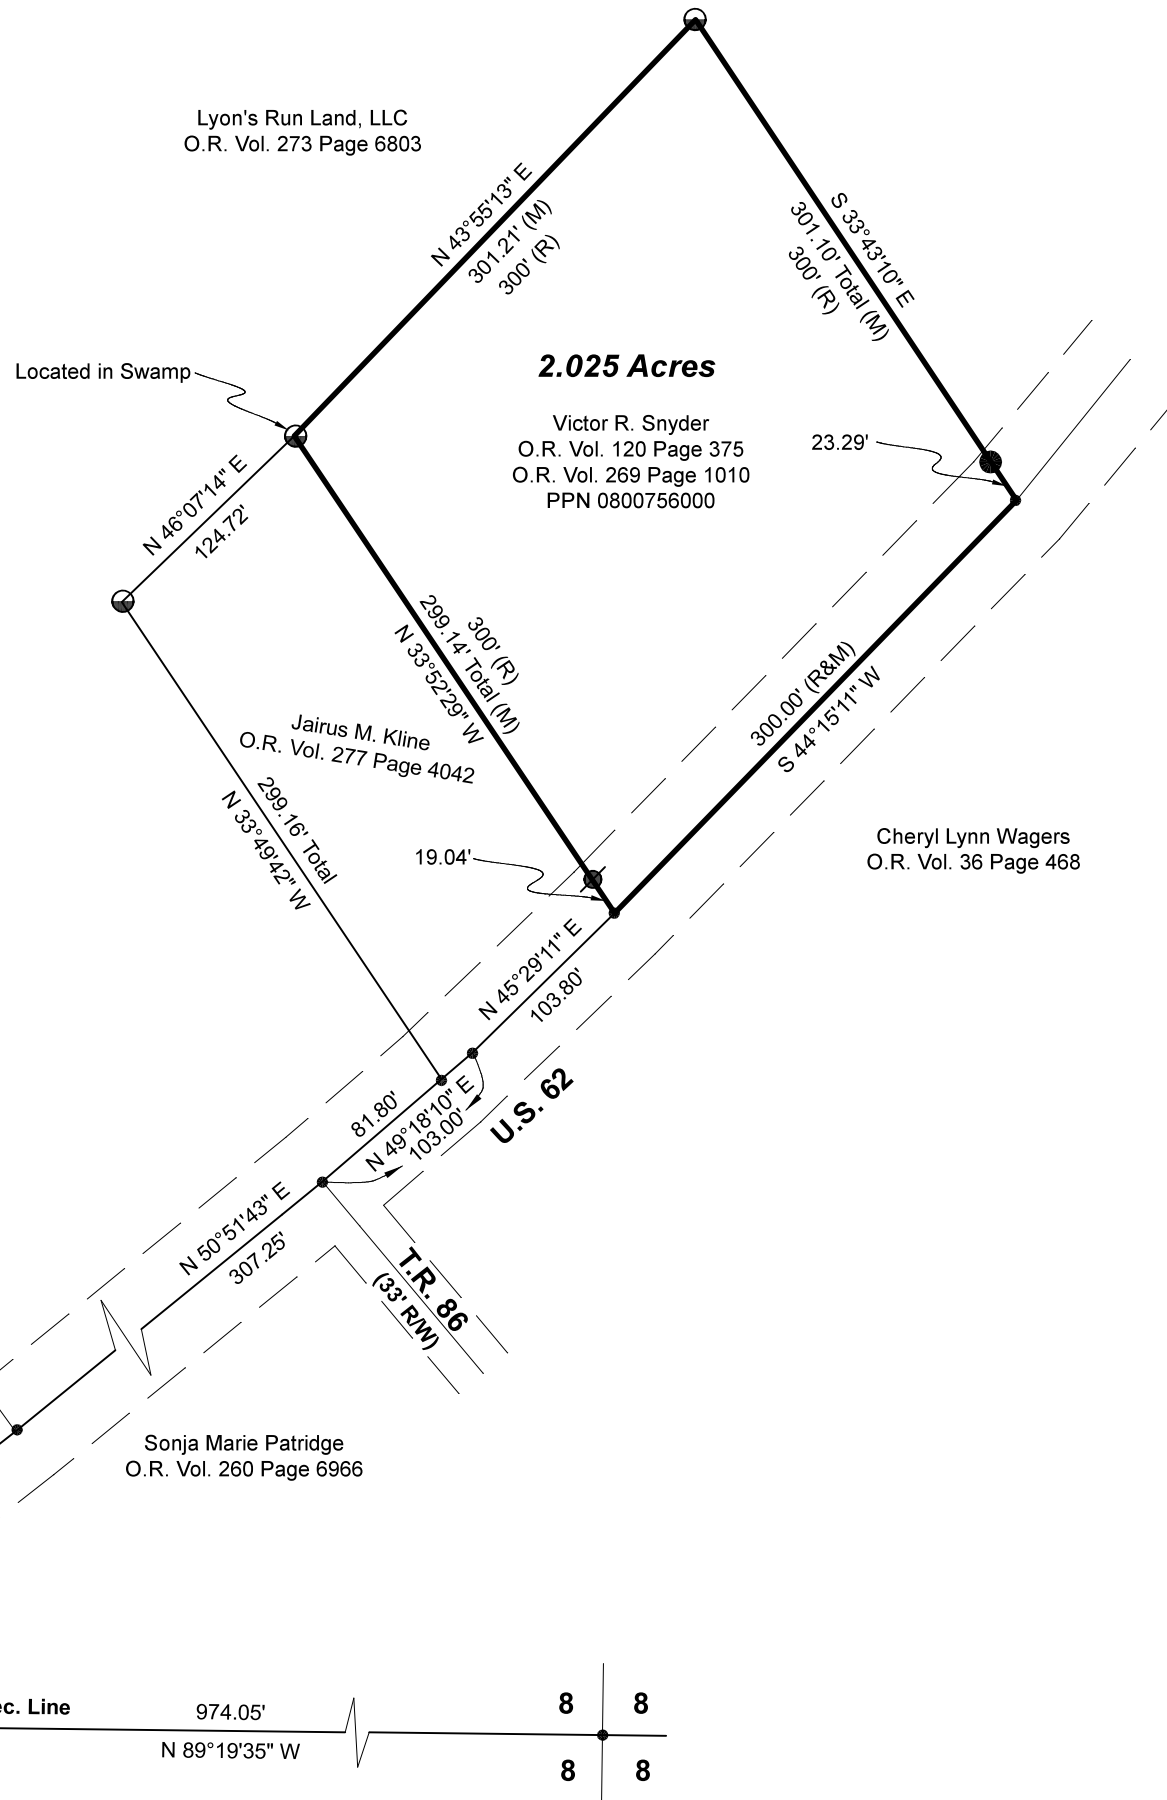 Lyon's Run Land, LLC
O.R. Vol. 273 Page 6803
N 43°55'13" E
301.21' (M)
300' (R)
S 33°43'10" E
301.10' Total (M)
300' (R)
Located in Swamp
2.025 Acres
Victor R. Snyder
O.R. Vol. 120 Page 375
O.R. Vol. 269 Page 1010
PPN 0800756000
23.29'
N 46°07'14" E
124.72'
300' (R)
299.14' Total (M)
N 33°52'29" W
300.00' (R&M)
S 44°15'11" W
Jairus M. Kline
O.R. Vol. 277 Page 4042
299.16' Total
N 33°49'42" W
Cheryl Lynn Wagers
O.R. Vol. 36 Page 468
19.04'
N 45°29'11" E
103.80'
U.S. 62
81.80'
N 49°18'10" E
103.00'
N 50°51'43" E
307.25'
T.R. 86
(33' R/W)
Sonja Marie Patridge
O.R. Vol. 260 Page 6966
ec. Line
974.05'
N 89°19'35" W
8 8
8 8